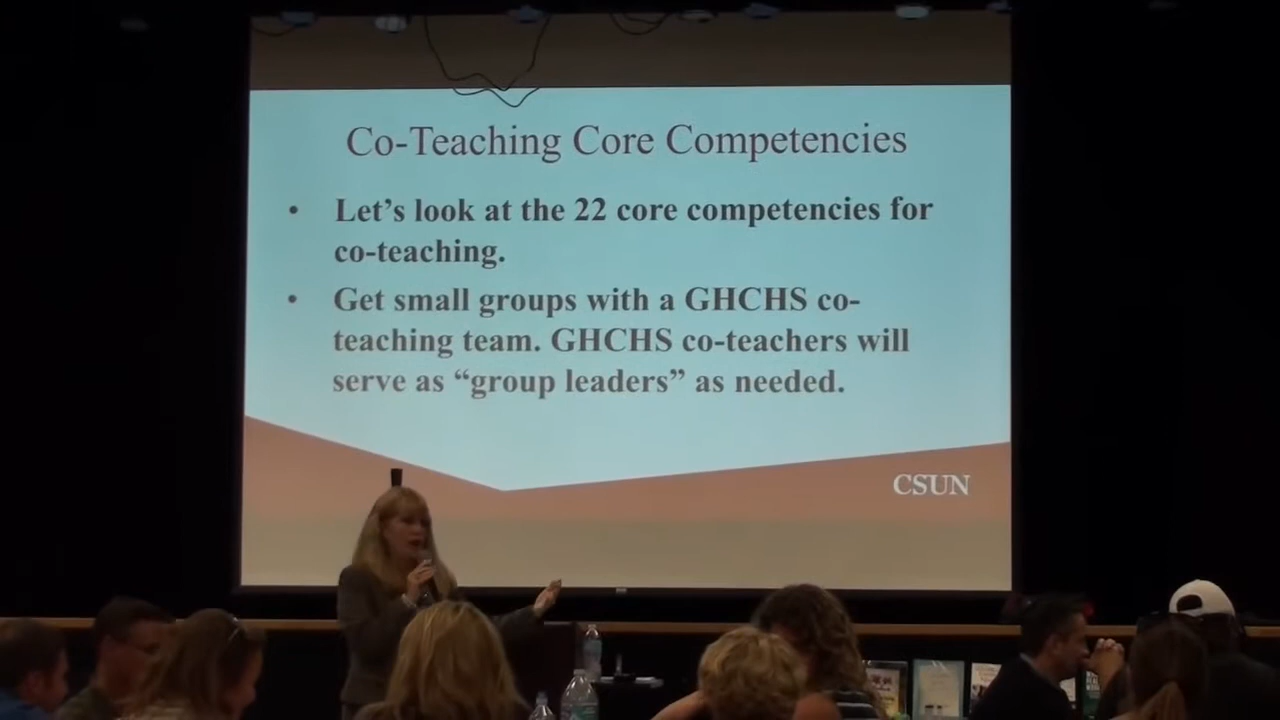 Co-Teaching Core Competencies
• Let’s look at the 22 core competencies for
co-teaching.
• Get small groups with a GHCHS co-
teaching team. GHCHS co-teachers will
serve as “group leaders” as needed.
CSUN